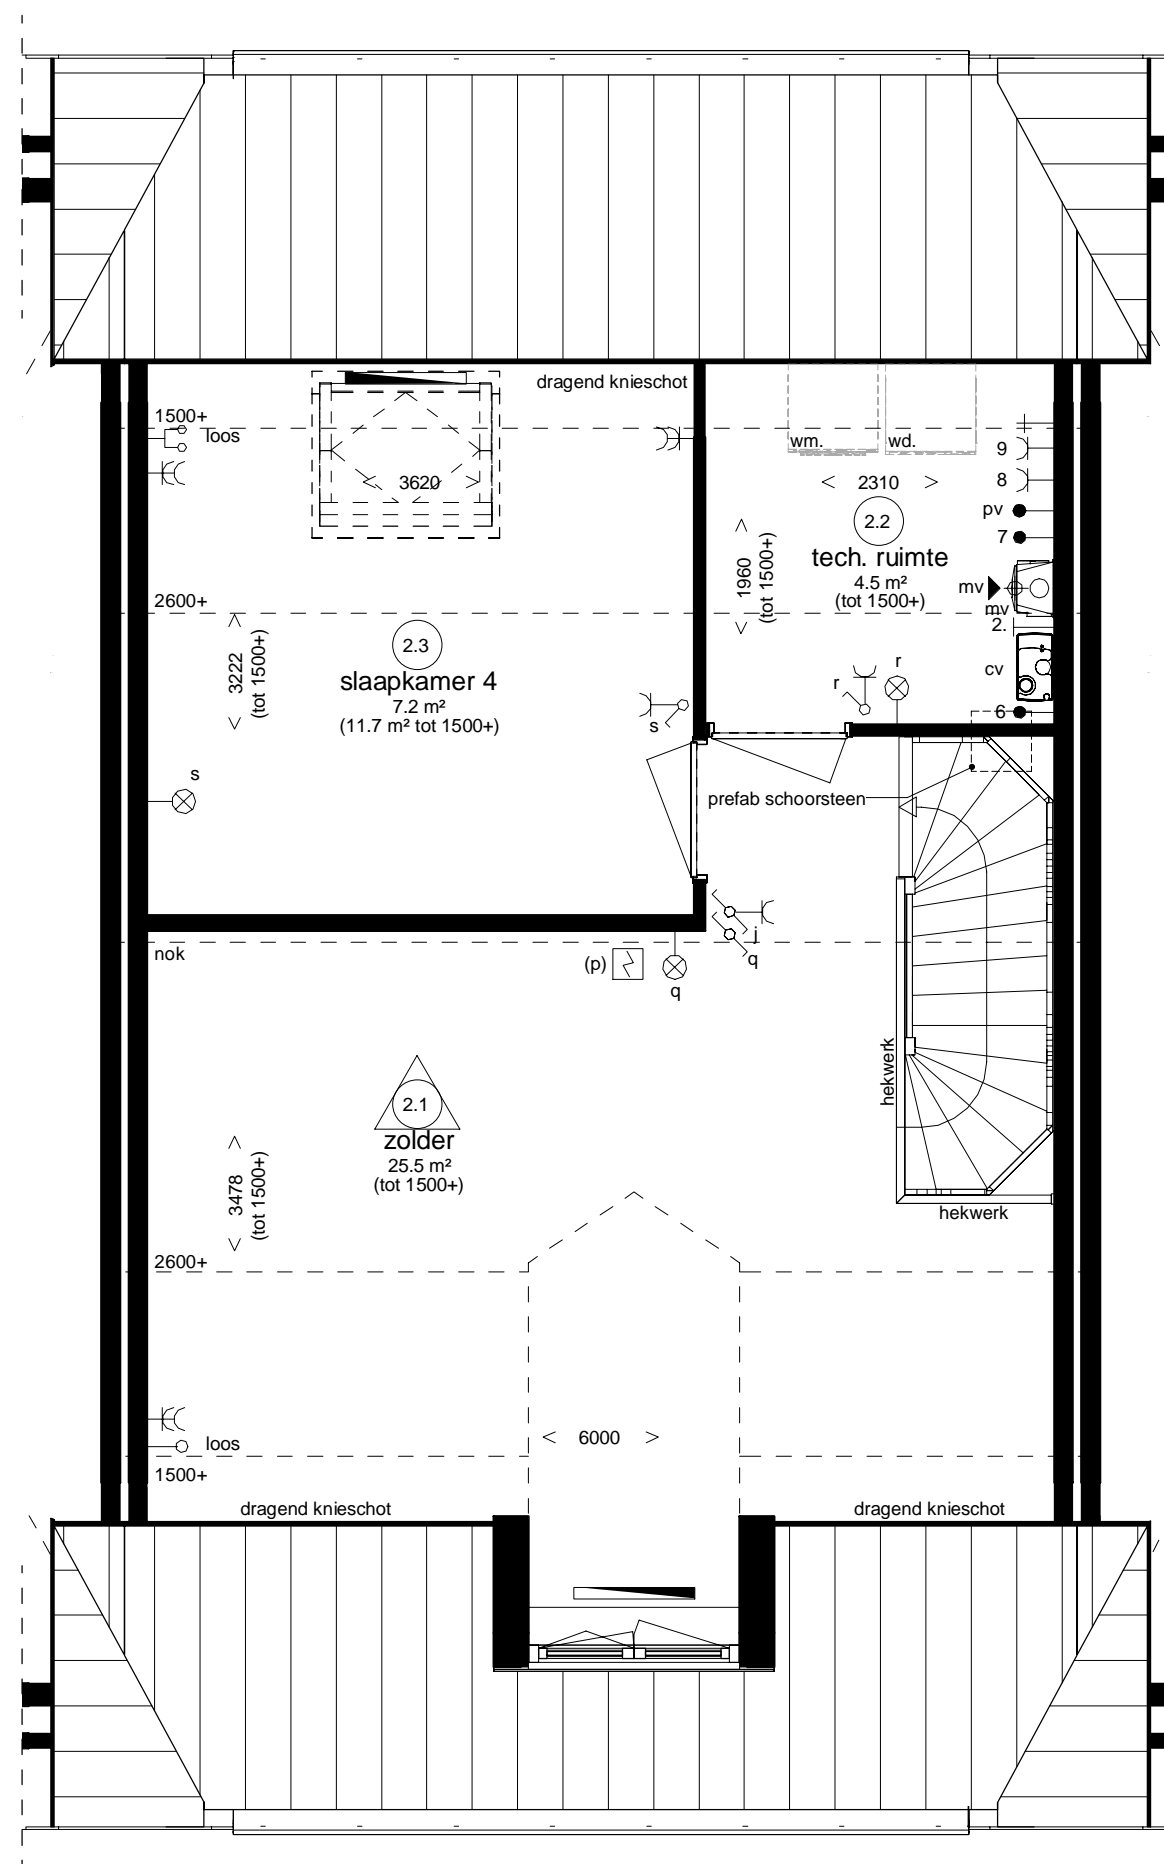 dragend knieschot
1500+
loos
wm.
wd.
9
8
3620
2310
pv
2.2
7
tech. ruimte
4.5 m²
(tot 1500+)
1960
(tot 1500+)
mv
mv
2.
2600+
2.3
slaapkamer 4
7.2 m²
(11.7 m² tot 1500+)
3222
(tot 1500+)
cv
r
r
s
6
s
prefab schoorsteen
j
q
nok
(p)
q
hekwerk
2.1
zolder
25.5 m²
(tot 1500+)
3478
(tot 1500+)
hekwerk
2600+
6000
loos
1500+
dragend knieschot
dragend knieschot